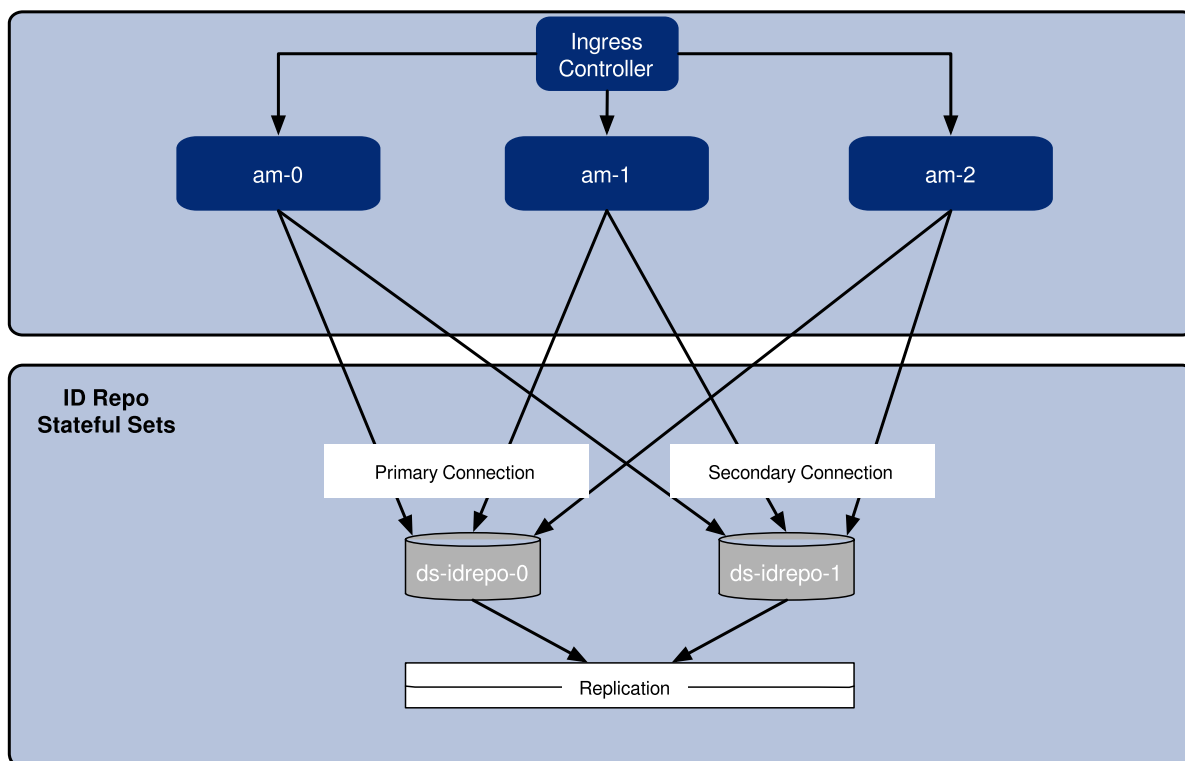 Ingress
Controller
am-0
am-1
am-2
ID Repo
Stateful Sets
Primary Connection
Secondary Connection
ds-idrepo-0
ds-idrepo-1
Replication